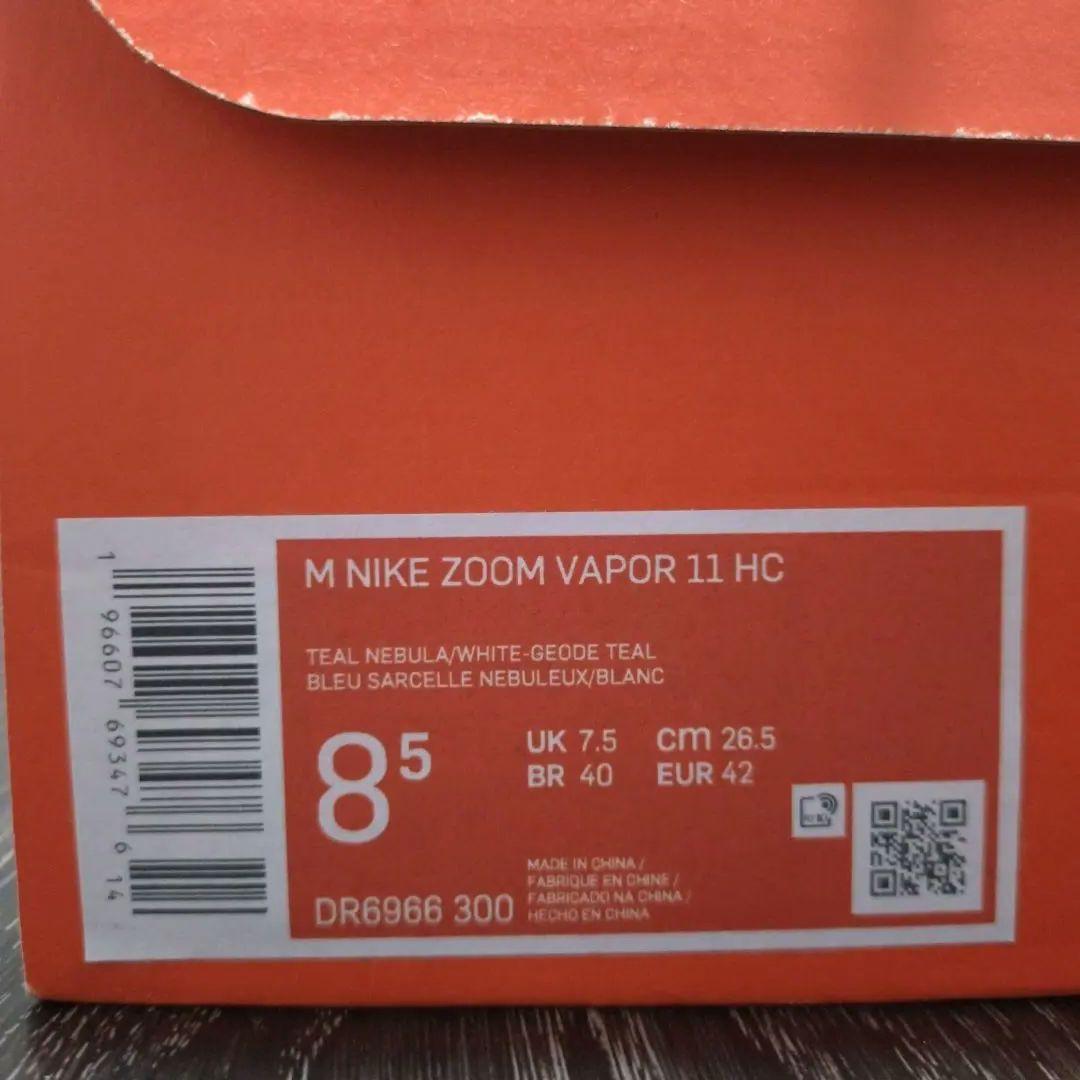 M NIKE ZOOM VAPOR 11 HC
TEAL NEBULA/WHITE-GEODE TEAL
BLEU SARCELLE NEBULEUX/BLANC
8 5
UK 7.5 cm 26.5
BR 40 EUR 42
MADE IN CHINA /
FABRIQUE EN CHINE /
FABRICADO NA CHINA /
HECHO EN CHINA
DR6966 300
1 96607 69347 6 14